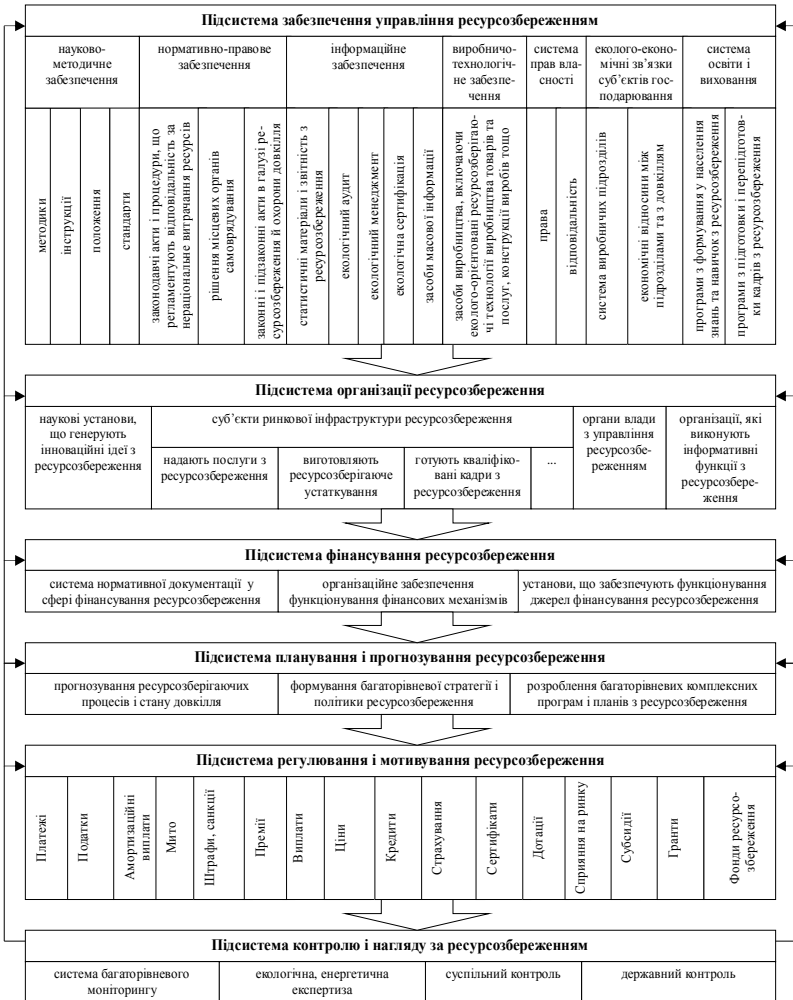 Підсистема забезпечення управління ресурсозбереженням
науково-
методичне
забезпечення
нормативно-правове
забезпечення
інформаційне
забезпечення
виробничо-
технологіч-
не забезпе-
чення
система
прав вла-
сності
еколого-еконо-
мічні зв’язки
суб’єктів гос-
подарювання
система
освіти і
виховання
методики
інструкції
положення
стандарти
законодавчі акти і процедури, що
регламентують відповідальність за
нераціональне витрачання ресурсів
рішення місцевих органів
самоврядування
законні і підзаконні акти в галузі ре-
сурсозбереження й охорони довкілля
статистичні матеріали і звітність з
ресурсозбереження
екологічний аудит
екологічний менеджмент
екологічна сертифікація
засоби масової інформації
засоби виробництва, включаючи
еколого-орієнтовані ресурсозберігаю-
чі технології виробництва товарів та
послуг, конструкції виробів тощо
права
відповідальність
система виробничих підрозділів
економічні відносини між
підрозділами та з довкіллям
програми з формування у населення
знань та навичок з ресурсозбереження
програми з підготовки і перепідготов-
ки кадрів з ресурсозбереження
Підсистема організації ресурсозбереження
наукові установи,
що генерують
інноваційні ідеї з
ресурсозбереження
суб’єкти ринкової інфраструктури ресурсозбереження
надають послуги з
ресурсозбереження
виготовляють
ресурсозберігаюче
устаткування
готують кваліфіко-
вані кадри з
ресурсозбереження
...
органи влади
з управління
ресурсозбе-
реженням
організації, які
виконують
інформативні
функції з
ресурсозбере-
ження
Підсистема фінансування ресурсозбереження
система нормативної документації у
сфері фінансування ресурсозбереження
організаційне забезпечення
функціонування фінансових механізмів
установи, що забезпечують функціонування
джерел фінансування ресурсозбереження
Підсистема планування і прогнозування ресурсозбереження
прогнозування ресурсозберігаючих
процесів і стану довкілля
формування багаторівневої стратегії і
політики ресурсозбереження
розроблення багаторівневих комплексних
програм і планів з ресурсозбереження
Підсистема регулювання і мотивування ресурсозбереження
Платежі
Податки
Амортизаційні
виплати
Мито
Штрафи, санкції
Премії
Виплати
Ціни
Кредити
Страхування
Сертифікати
Дотації
Сприяння на ринку
Субсидії
Гранти
Фонди ресурсо-
збереження
Підсистема контролю і нагляду за ресурсозбереженням
система багаторівневого
моніторингу
екологічна, енергетична
експертиза
суспільний контроль
державний контроль